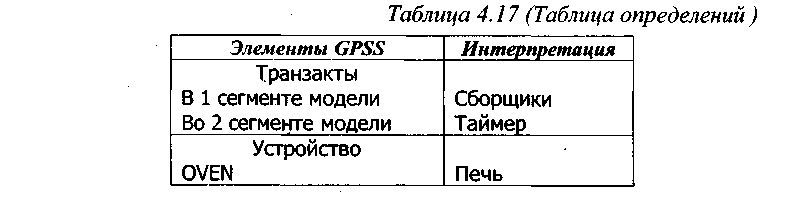 Таблица 4.17 (Таблица определений )
Элементы GPSS Интерпретация
Транзакты
В 1 сегменте модели Сборщики
Во 2 сегменте модели Таймер
Устройство
OVEN Печь